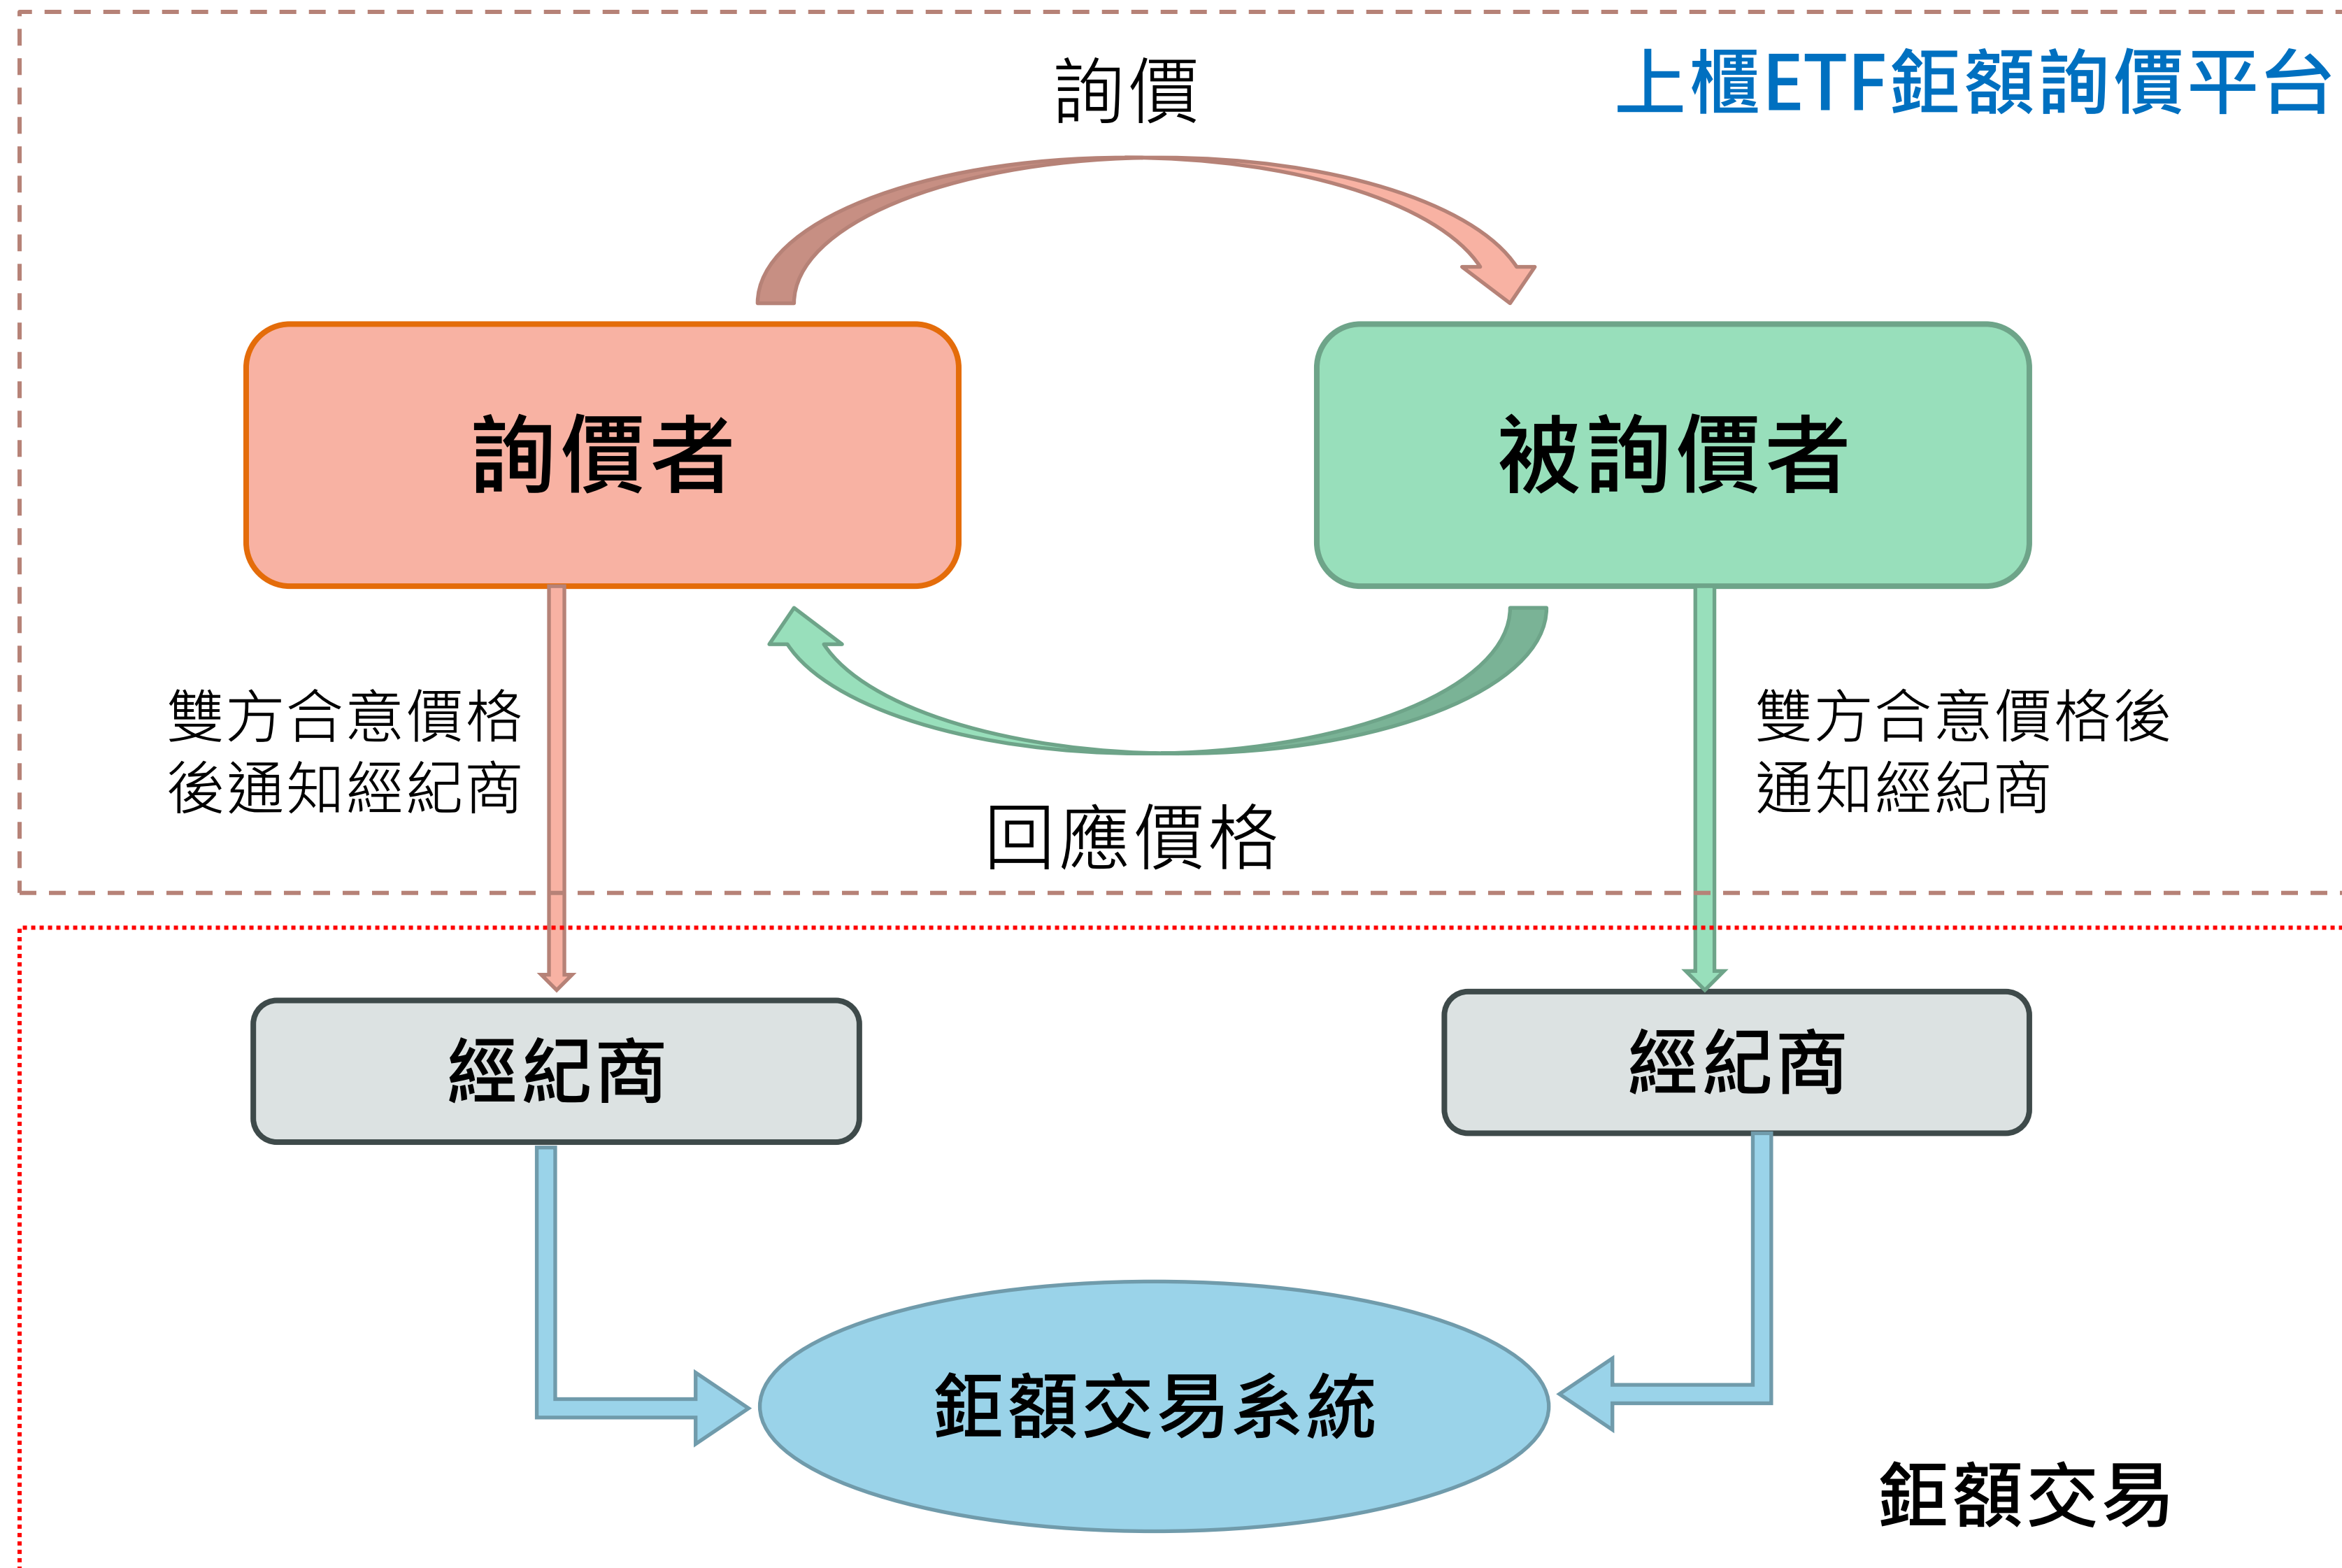 詢價
上櫃ETF鉅額詢價平台
詢價者
被詢價者
雙方合意價格
後通知經紀商
雙方合意價格後
通知經紀商
回應價格
經紀商
經紀商
鉅額交易系統
鉅額交易